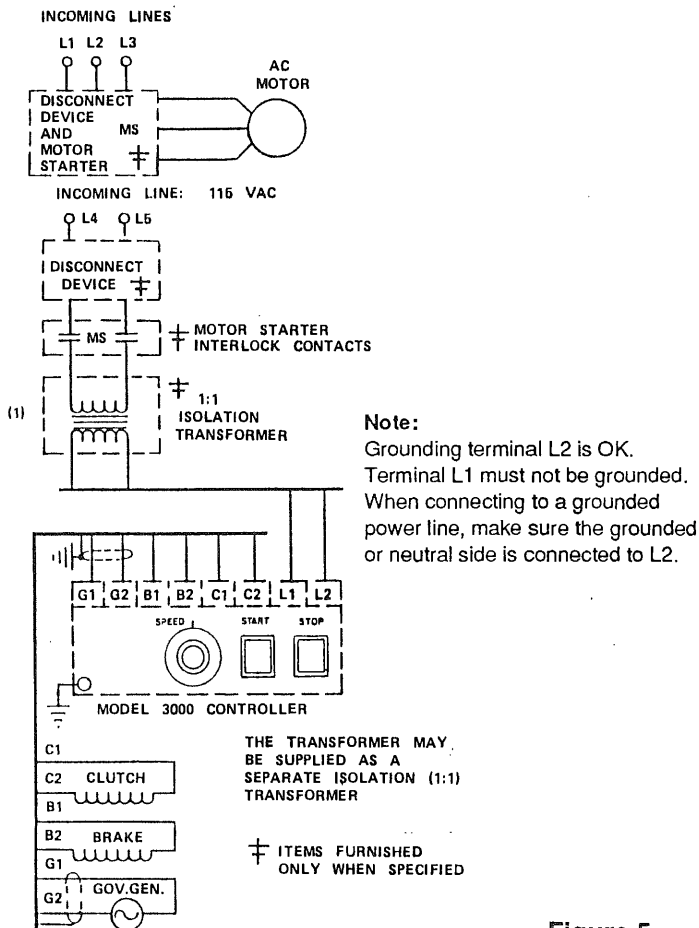 INCOMING LINES
L1 L2 L3
AC
MOTOR
DISCONNECT
DEVICE
AND
MOTOR
STARTER
MS
INCOMING LINE: 115 VAC
L4 L5
DISCONNECT
DEVICE
MS
MOTOR STARTER
INTERLOCK CONTACTS
(1)
1:1
ISOLATION
TRANSFORMER
Note:
Grounding terminal L2 is OK.
Terminal L1 must not be grounded.
When connecting to a grounded
power line, make sure the grounded
or neutral side is connected to L2.
G1 G2 B1 B2 C1 C2 L1 L2
SPEED START STOP
MODEL 3000 CONTROLLER
C1
C2 CLUTCH
B1
B2 BRAKE
G1
G2 GOV.GEN.
THE TRANSFORMER MAY
BE SUPPLIED AS A
SEPARATE ISOLATION (1:1)
TRANSFORMER
ITEMS FURNISHED
ONLY WHEN SPECIFIED
Figure 5